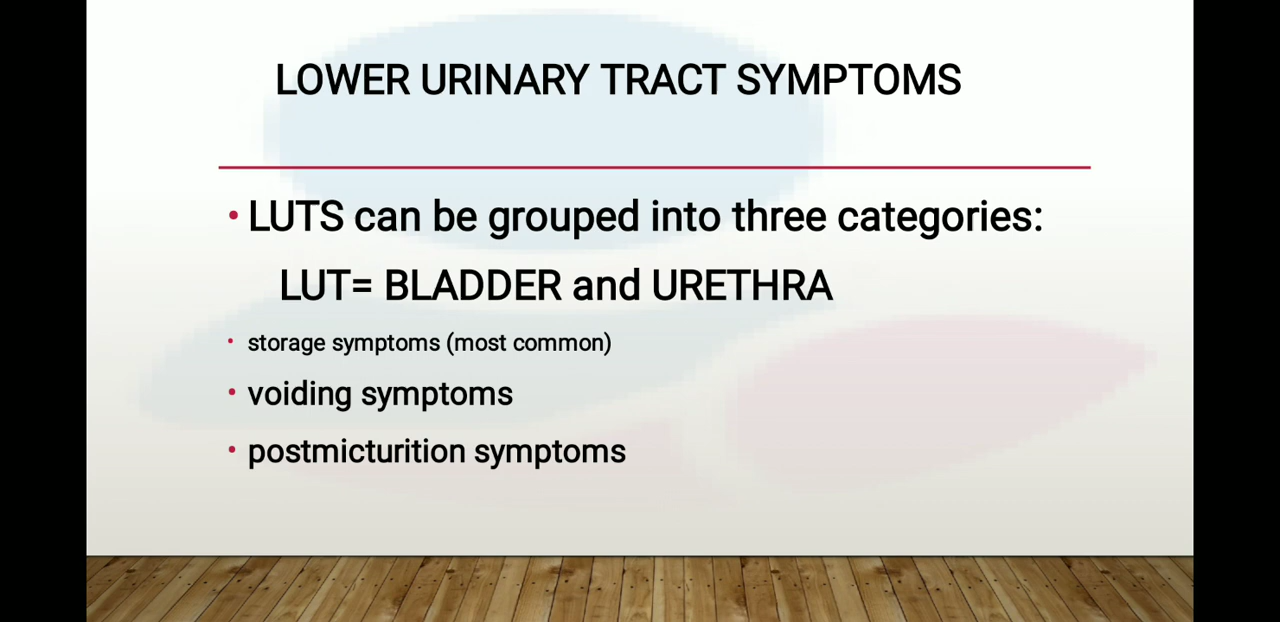 LOWER URINARY TRACT SYMPTOMS
• LUTS can be grouped into three categories:
LUT= BLADDER and URETHRA
• storage symptoms (most common)
• voiding symptoms
• postmicturition symptoms